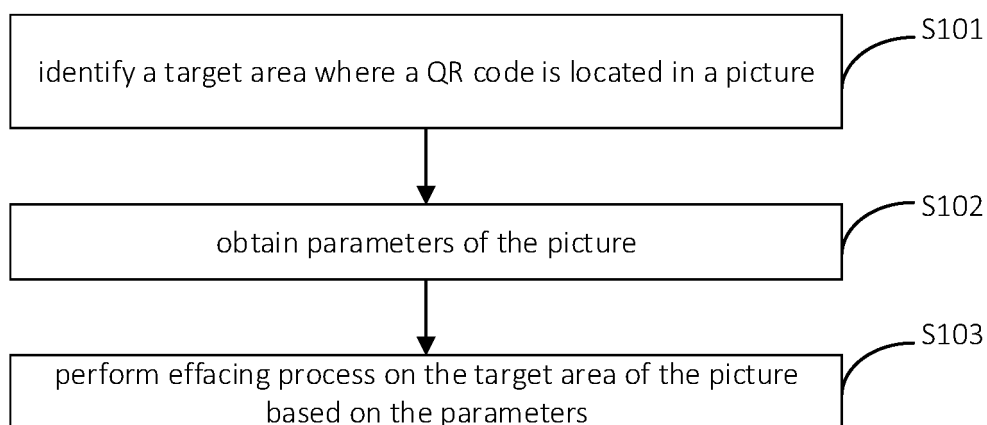 S101
identify a target area where a QR code is located in a picture
S102
obtain parameters of the picture
S103
perform effacing process on the target area of the picture
based on the parameters